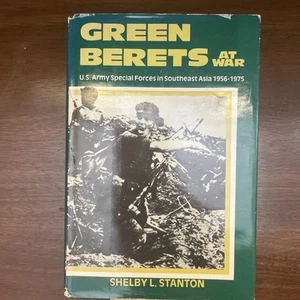 GREEN
BERETS AT WAR
U.S. Army Special Forces in Southeast Asia 1956-1975
SHELBY L. STANTON